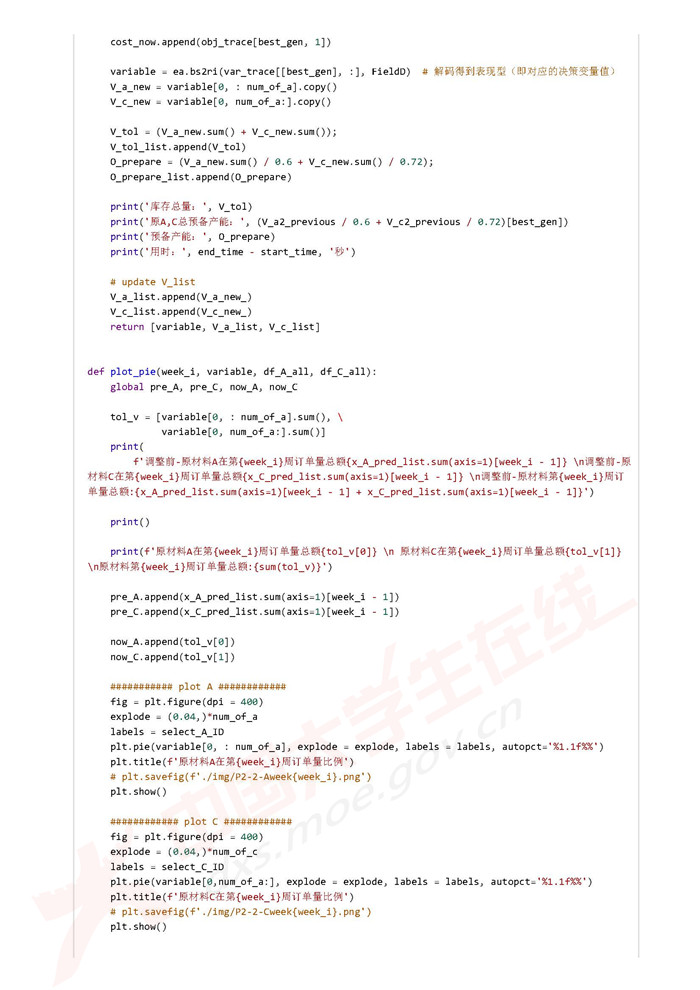 cost_now.append(obj_trace[best_gen, 1])
variable = ea.bs2ri(var_trace[[best_gen], :], FieldD)  # 解码得到表现型（即对应的决策变量值）
V_a_new = variable[0, : num_of_a].copy()
V_c_new = variable[0, num_of_a:].copy()
V_tol = (V_a_new.sum() + V_c_new.sum());
V_tol_list.append(V_tol)
O_prepare = (V_a_new.sum() / 0.6 + V_c_new.sum() / 0.72);
O_prepare_list.append(O_prepare)
print('库存总量：', V_tol)
print('原A,C总预备产能：', (V_a2_previous / 0.6 + V_c2_previous / 0.72)[best_gen])
print('预备产能：', O_prepare)
print('用时：', end_time - start_time, '秒')
# update V_list
V_a_list.append(V_a_new_)
V_c_list.append(V_c_new_)
return [variable, V_a_list, V_c_list]
def plot_pie(week_i, variable, df_A_all, df_C_all):
global pre_A, pre_C, now_A, now_C
tol_v = [variable[0, : num_of_a].sum(), \
variable[0, num_of_a:].sum()]
print(
f'调整前-原材料A在第{week_i}周订单量总额{x_A_pred_list.sum(axis=1)[week_i - 1]} \n调整前-原
材料C在第{week_i}周订单量总额{x_C_pred_list.sum(axis=1)[week_i - 1]} \n调整前-原材料第{week_i}周订
单量总额:{x_A_pred_list.sum(axis=1)[week_i - 1] + x_C_pred_list.sum(axis=1)[week_i - 1]}')
print()
print(f'原材料A在第{week_i}周订单量总额{tol_v[0]} \n 原材料C在第{week_i}周订单量总额{tol_v[1]}
\n原材料第{week_i}周订单量总额:{sum(tol_v)}')
pre_A.append(x_A_pred_list.sum(axis=1)[week_i - 1])
pre_C.append(x_C_pred_list.sum(axis=1)[week_i - 1])
now_A.append(tol_v[0])
now_C.append(tol_v[1])
########### plot A ############
fig = plt.figure(dpi = 400)
explode = (0.04,)*num_of_a
labels = select_A_ID
plt.pie(variable[0, : num_of_a], explode = explode, labels = labels, autopct='%1.1f%%')
plt.title(f'原材料A在第{week_i}周订单量比例')
# plt.savefig(f'./img/P2-2-Aweek{week_i}.png')
plt.show()
############ plot C ############
fig = plt.figure(dpi = 400)
explode = (0.04,)*num_of_c
labels = select_C_ID
plt.pie(variable[0,num_of_a:], explode = explode, labels = labels, autopct='%1.1f%%')
plt.title(f'原材料C在第{week_i}周订单量比例')
# plt.savefig(f'./img/P2-2-Cweek{week_i}.png')
plt.show()
中国大学生在线
dxs.moe.gov.cn